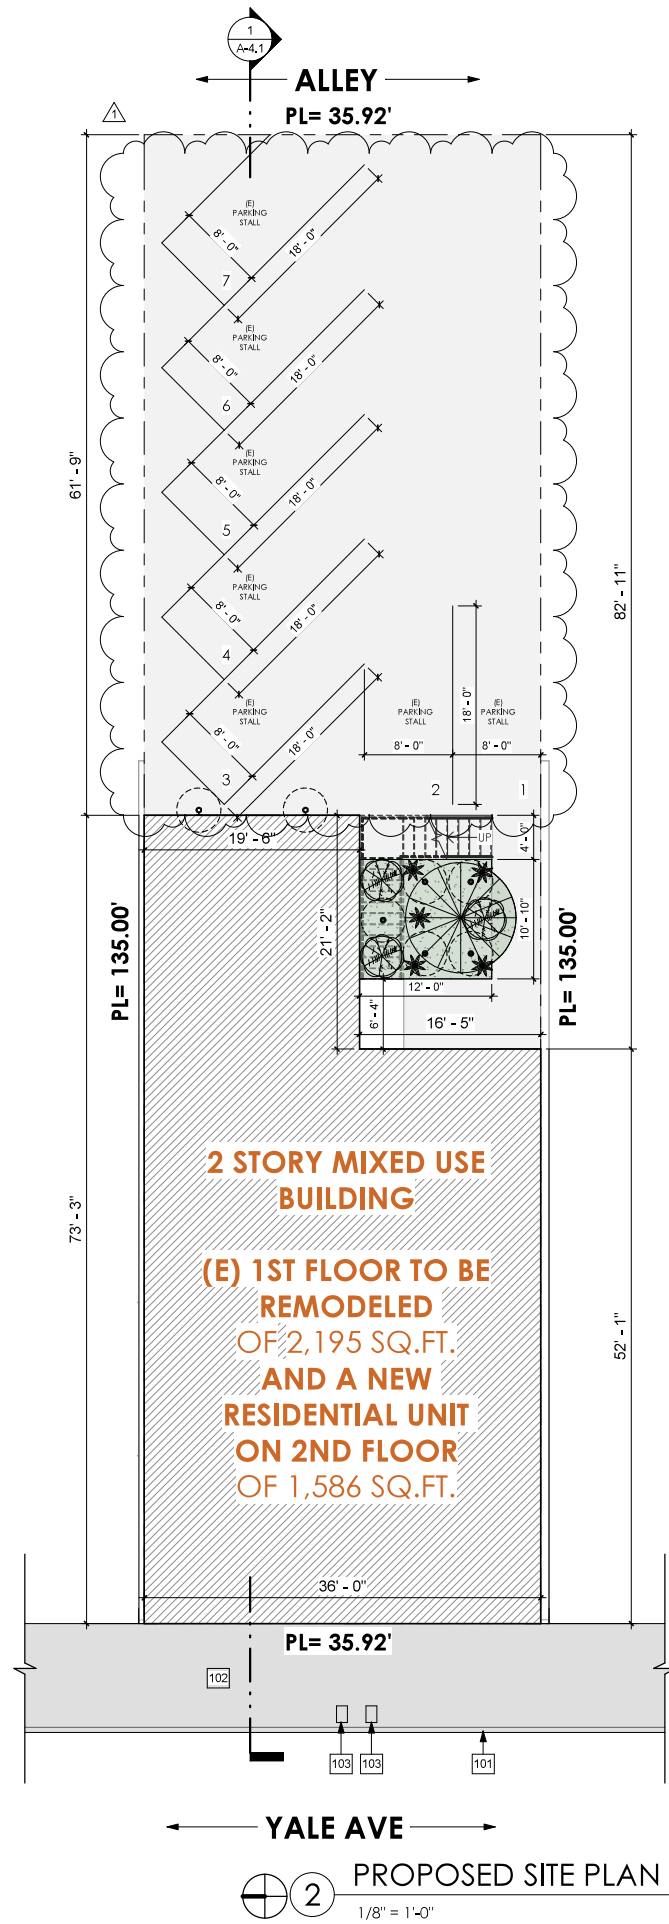 1
A-4.1
ALLEY
PL= 35.92'
1
(E)
PARKING
STALL
8' - 0"
18' - 0"
7
(E)
PARKING
STALL
8' - 0"
18' - 0"
6
(E)
PARKING
STALL
8' - 0"
18' - 0"
5
61' - 9"
(E)
PARKING
STALL
8' - 0"
18' - 0"
4
82' - 11"
(E)
PARKING
STALL
8' - 0"
18' - 0"
3
(E)
PARKING
STALL
18' - 0"
(E)
PARKING
STALL
8' - 0"
8' - 0"
2
1
19' - 6"
UP
4' - 0"
21' - 2"
10' - 10"
PL= 135.00'
PL= 135.00'
12' - 0"
6' - 4"
16' - 5"
2 STORY MIXED USE
BUILDING
73' - 3"
(E) 1ST FLOOR TO BE
REMODELED
OF 2,195 SQ.FT.
AND A NEW
RESIDENTIAL UNIT
ON 2ND FLOOR
OF 1,586 SQ.FT.
52' - 1"
36' - 0"
PL= 35.92'
102
103
103
101
YALE AVE
2
PROPOSED SITE PLAN
1/8" = 1'-0"